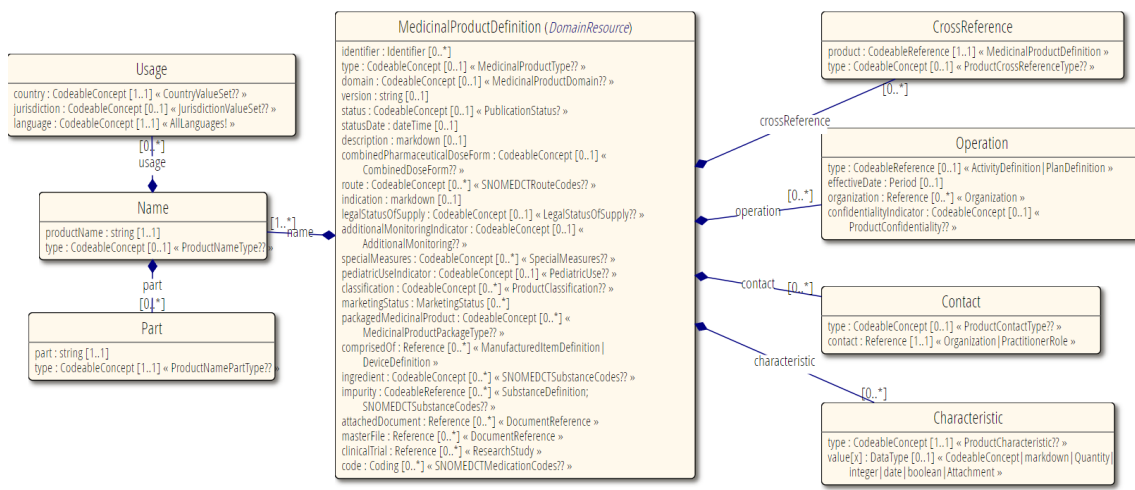 Usage
country : CodeableConcept [1..1] « CountryValueSet?? »
jurisdiction : CodeableConcept [0..1] « JurisdictionValueSet?? »
language : CodeableConcept [1..1] « AllLanguages! »
[0..*]
usage
Name
productName : string [1..1]
type : CodeableConcept [0..1] « ProductNameType?? »
[1..*]
name
part
[0..*]
Part
part : string [1..1]
type : CodeableConcept [1..1] « ProductNamePartType?? »
MedicinalProductDefinition (DomainResource)
identifier : Identifier [0..*]
type : CodeableConcept [0..1] « MedicinalProductType?? »
domain : CodeableConcept [0..1] « MedicinalProductDomain?? »
version : string [0..1]
status : CodeableConcept [0..1] « PublicationStatus? »
statusDate : dateTime [0..1]
description : markdown [0..1]
combinedPharmaceuticalDoseForm : CodeableConcept [0..1] «
CombinedDoseForm?? »
route : CodeableConcept [0..*] « SNOMEDCTRouteCodes?? »
indication : markdown [0..1]
legalStatusOfSupply : CodeableConcept [0..1] « LegalStatusOfSupply?? »
additionalMonitoringIndicator : CodeableConcept [0..1] «
AdditionalMonitoring?? »
specialMeasures : CodeableConcept [0..*] « SpecialMeasures?? »
pediatricUseIndicator : CodeableConcept [0..1] « PediatricUse?? »
classification : CodeableConcept [0..*] « ProductClassification?? »
marketingStatus : MarketingStatus [0..*]
packagedMedicinalProduct : CodeableConcept [0..*] «
MedicinalProductPackageType?? »
comprisedOf : Reference [0..*] « ManufacturedItemDefinition|
DeviceDefinition »
ingredient : CodeableConcept [0..*] « SNOMEDCTSubstanceCodes?? »
impurity : CodeableReference [0..*] « SubstanceDefinition;
SNOMEDCTSubstanceCodes?? »
attachedDocument : Reference [0..*] « DocumentReference »
masterFile : Reference [0..*] « DocumentReference »
clinicalTrial : Reference [0..*] « ResearchStudy »
code : Coding [0..*] « SNOMEDCTMedicationCodes?? »
CrossReference
product : CodeableReference [1..1] « MedicinalProductDefinition »
type : CodeableConcept [0..1] « ProductCrossReferenceType?? »
[0..*]
crossReference
Operation
type : CodeableReference [0..1] « ActivityDefinition|PlanDefinition »
effectiveDate : Period [0..1]
organization : Reference [0..*] « Organization »
confidentialityIndicator : CodeableConcept [0..1] «
ProductConfidentiality?? »
[0..*]
operation
Contact
type : CodeableConcept [0..1] « ProductContactType?? »
contact : Reference [1..1] « Organization|PractitionerRole »
contact
[0..*]
characteristic
[0..*]
Characteristic
type : CodeableConcept [1..1] « ProductCharacteristic?? »
value[x] : DataType [0..1] « CodeableConcept|markdown|Quantity|
integer|date|boolean|Attachment »